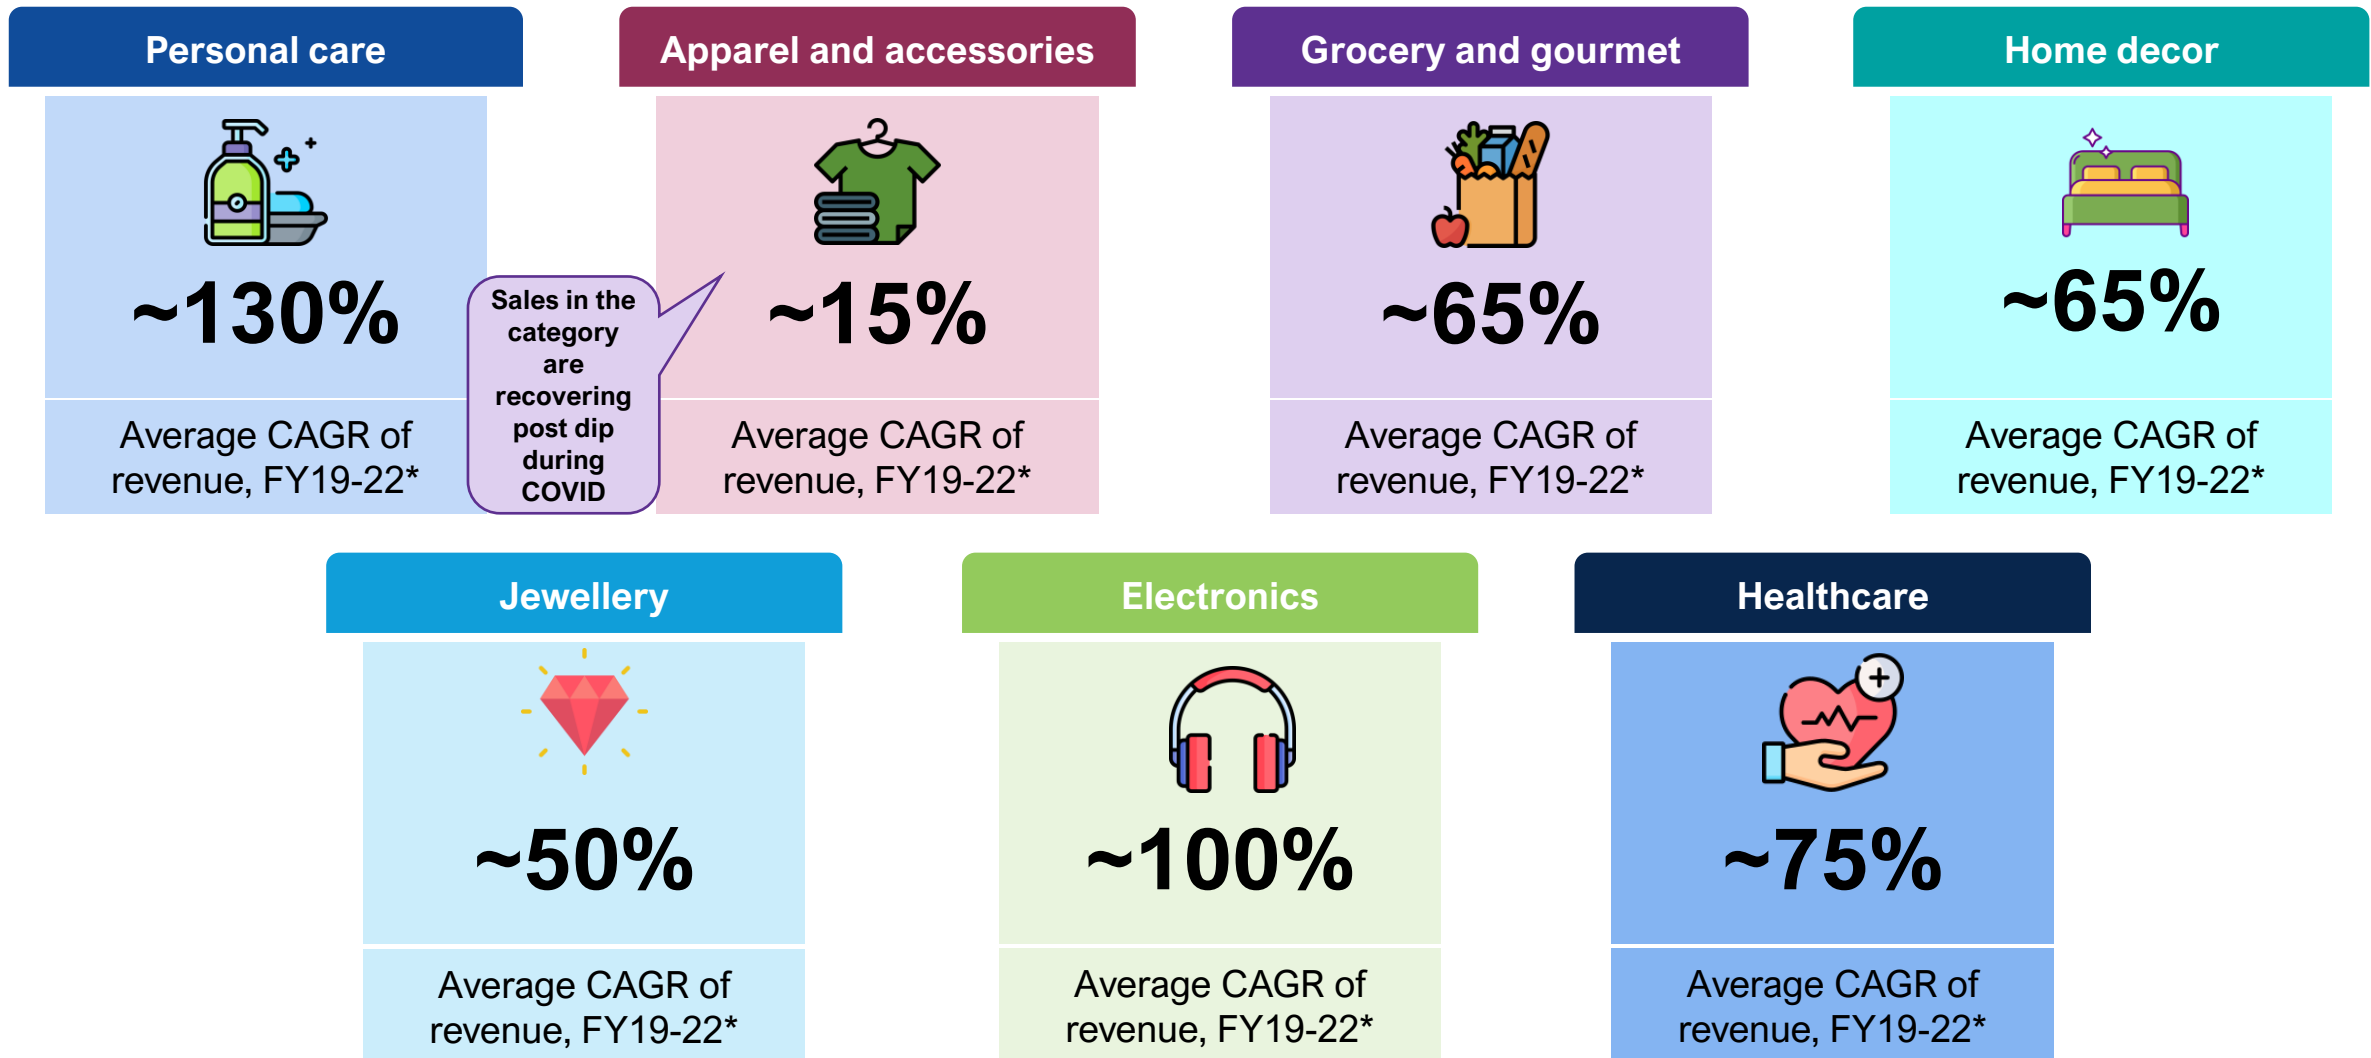 Personal care
~130%
Average CAGR of
revenue, FY19-22*
Sales in the
category
are
recovering
post dip
during
COVID
Apparel and accessories
~15%
Average CAGR of
revenue, FY19-22*
Grocery and gourmet
~65%
Average CAGR of
revenue, FY19-22*
Home decor
~65%
Average CAGR of
revenue, FY19-22*
Jewellery
~50%
Average CAGR of
revenue, FY19-22*
Electronics
~100%
Average CAGR of
revenue, FY19-22*
Healthcare
~75%
Average CAGR of
revenue, FY19-22*